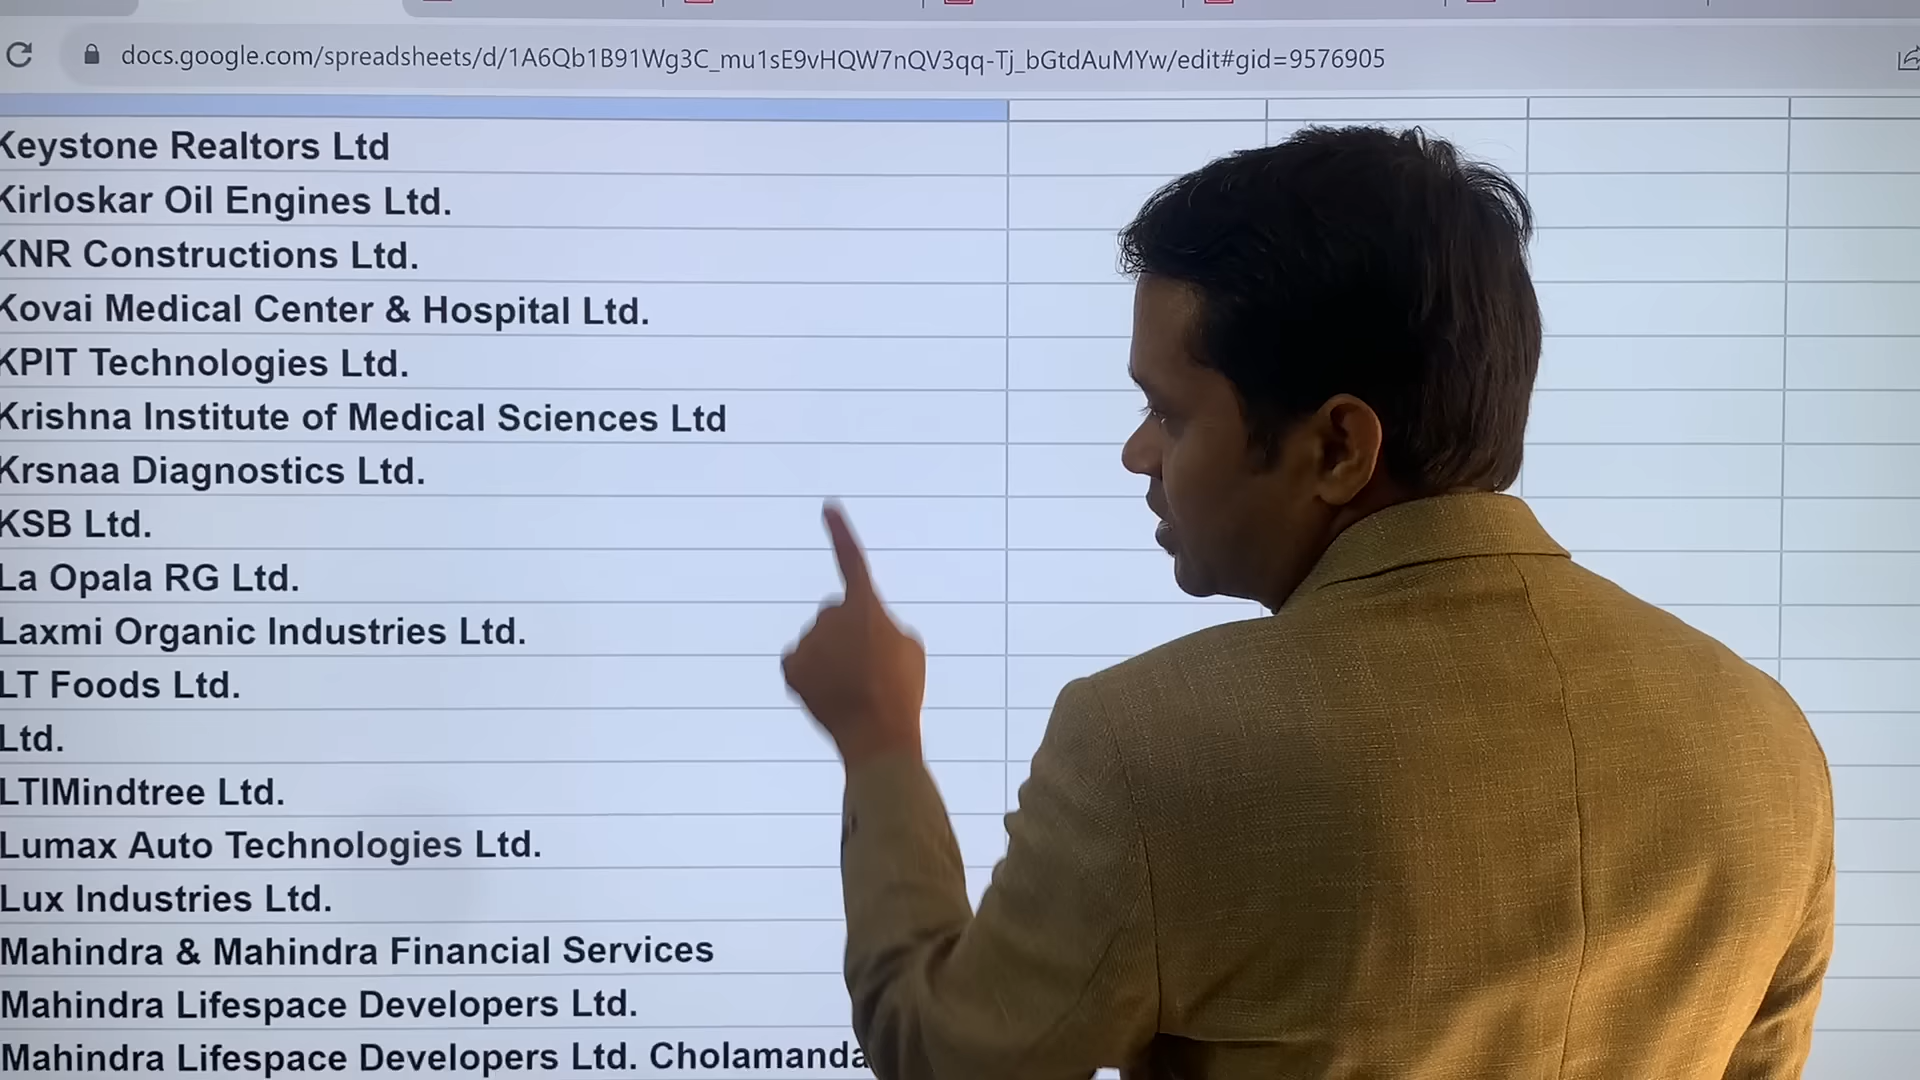 docs.google.com/spreadsheets/d/1A6Qb1B91Wg3C_mu1sE9vHQW7nQV3qq-Tj_bGtdAuMYw/edit#gid=9576905
Keystone Realtors Ltd
Kirloskar Oil Engines Ltd.
KNR Constructions Ltd.
Kovai Medical Center & Hospital Ltd.
KPIT Technologies Ltd.
Krishna Institute of Medical Sciences Ltd
Krsnaa Diagnostics Ltd.
KSB Ltd.
La Opala RG Ltd.
Laxmi Organic Industries Ltd.
LT Foods Ltd.
Ltd.
LTIMindtree Ltd.
Lumax Auto Technologies Ltd.
Lux Industries Ltd.
Mahindra & Mahindra Financial Services
Mahindra Lifespace Developers Ltd.
Mahindra Lifespace Developers Ltd. Cholamanda